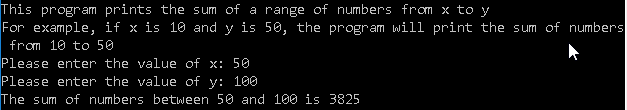 This program prints the sum of a range of numbers from x to y
For example, if x is 10 and y is 50, the program will print the sum of numbers
from 10 to 50
Please enter the value of x: 50
Please enter the value of y: 100
The sum of numbers between 50 and 100 is 3825